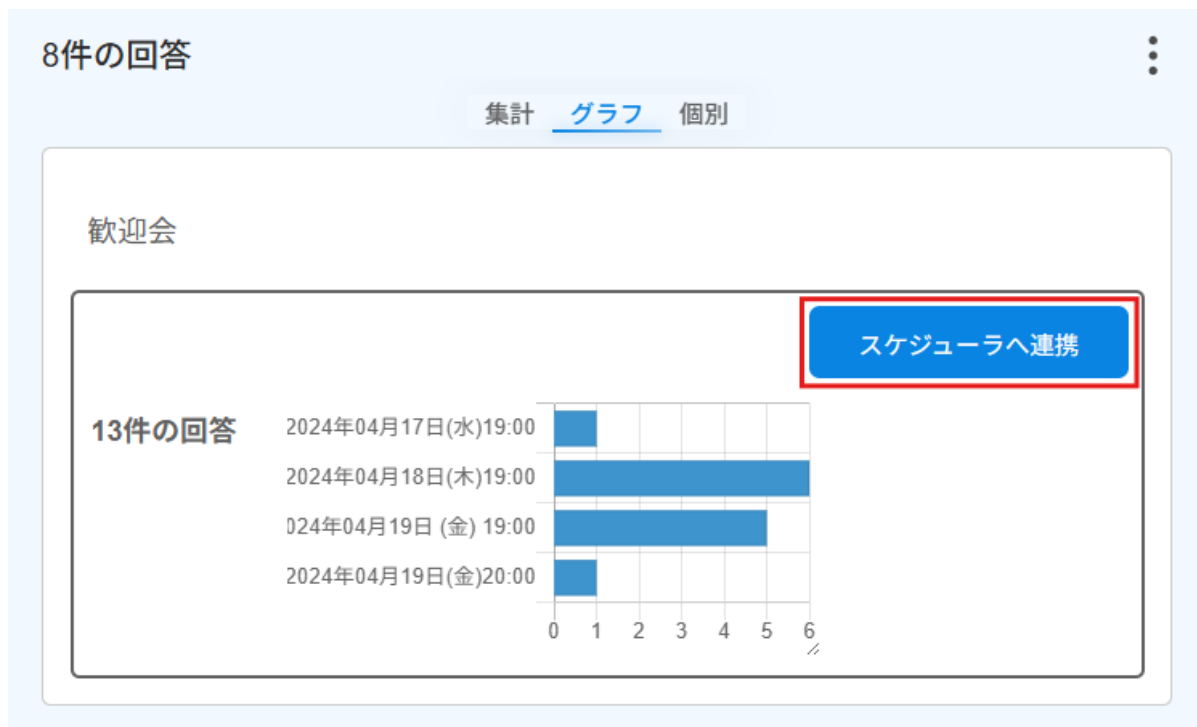 8件の回答
集計 グラフ 個別
歓迎会
スケジューラへ連携
13件の回答
2024年04月17日(水)19:00
2024年04月18日(木)19:00
024年04月19日 (金) 19:00
2024年04月19日(金)20:00
0 1 2 3 4 5 6